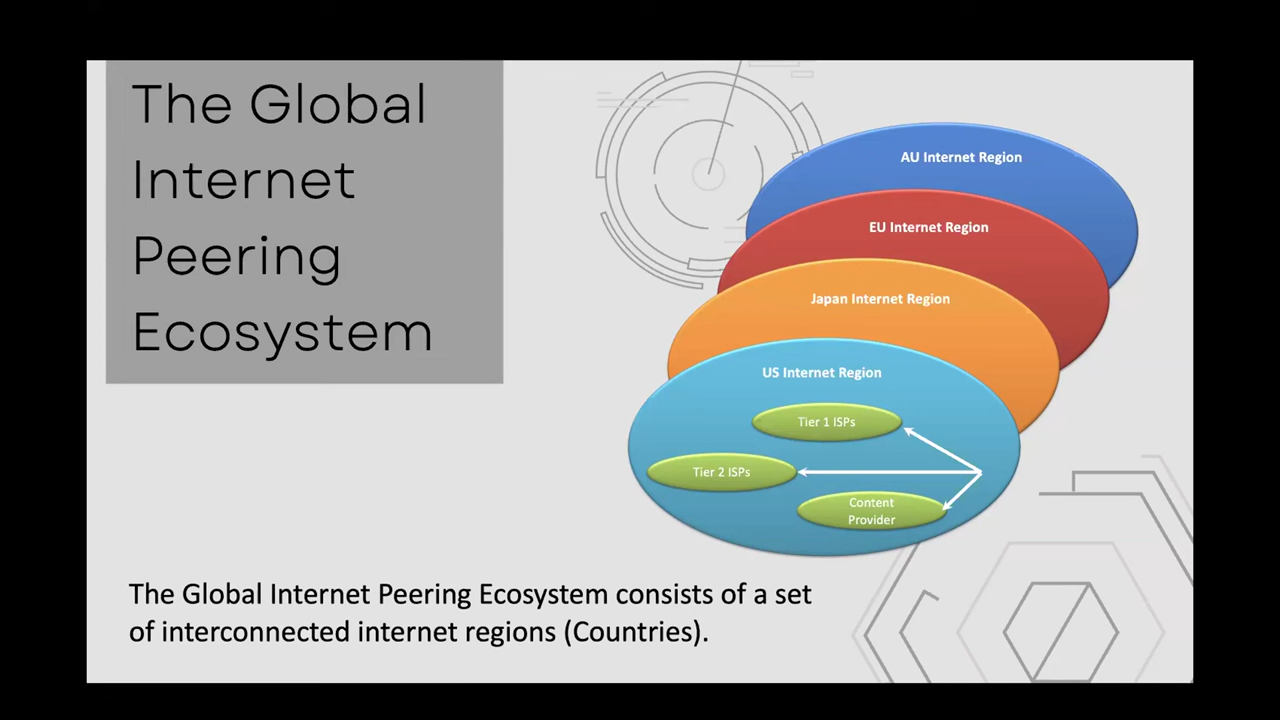 The Global
Internet
Peering
Ecosystem
AU Internet Region
EU Internet Region
Japan Internet Region
US Internet Region
Tier 1 ISPs
Tier 2 ISPs
Content
Provider
The Global Internet Peering Ecosystem consists of a set
of interconnected internet regions (Countries).